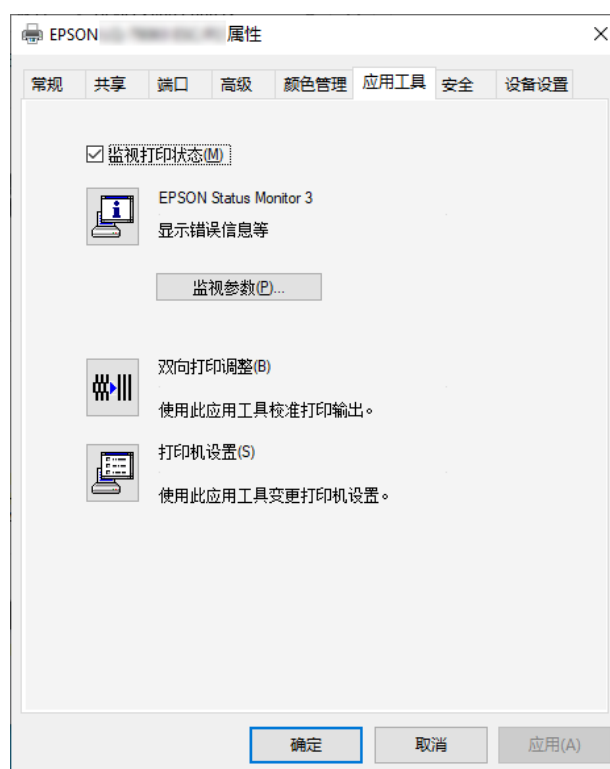 EPSON 属性
常规 共享 端口 高级 颜色管理 应用工具 安全 设备设置
监视打印状态(M)
EPSON Status Monitor 3
显示错误信息等
监视参数(P)...
双向打印调整(B)
使用此应用工具校准打印输出。
打印机设置(S)
使用此应用工具变更打印机设置。
确定 取消 应用(A)